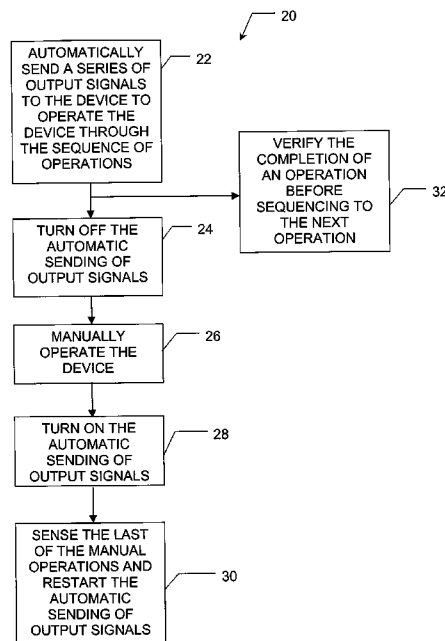 20
AUTOMATICALLY
SEND A SERIES OF
OUTPUT SIGNALS
TO THE DEVICE TO
OPERATE THE
DEVICE THROUGH
THE SEQUENCE OF
OPERATIONS
22
VERIFY THE
COMPLETION OF
AN OPERATION
BEFORE
SEQUENCING TO
THE NEXT
OPERATION
32
TURN OFF THE
AUTOMATIC
SENDING OF
OUTPUT SIGNALS
24
MANUALLY
OPERATE THE
DEVICE
26
TURN ON THE
AUTOMATIC
SENDING OF
OUTPUT SIGNALS
28
SENSE THE LAST
OF THE MANUAL
OPERATIONS AND
RESTART THE
AUTOMATIC
SENDING OF
OUTPUT SIGNALS
30